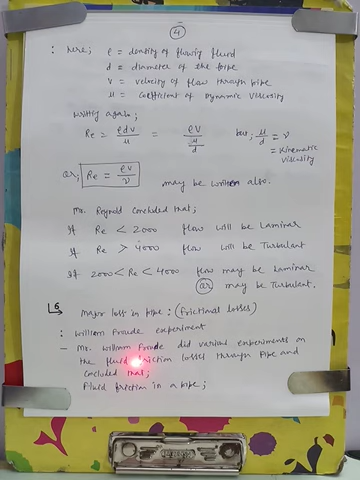 4
: here; ρ = density of flowing fluid
d = diameter of the pipe
V = velocity of flow through pipe
μ = coefficient of Dynamic Viscosity
writing again;
Re = ρdv/μ = ρV/(μ/d) but; μ/d = ν
= Kinematic Viscosity
or; Re = ρV/ν may be written also.
Mr. Reynold Concluded that;
If Re < 2000 flow will be Laminar
If Re > 4000 flow will be Turbulent
If 2000 < Re < 4000 flow may be Laminar
OR may be Turbulent.
6 Major loss in pipe: (frictional losses)
: William Froude experiment
– Mr. William Froude did various experiments on
the fluid friction losses through Pipe and
Concluded that;
Fluid friction in a pipe;